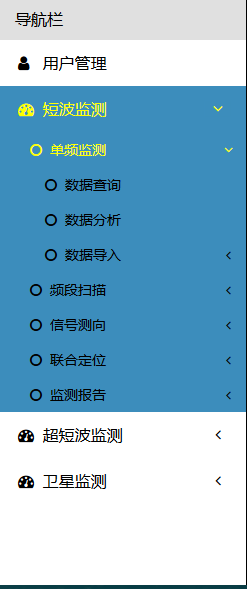 导航栏
用户管理
短波监测
单频监测
数据查询
数据分析
数据导入
频段扫描
信号测向
联合定位
监测报告
超短波监测
卫星监测